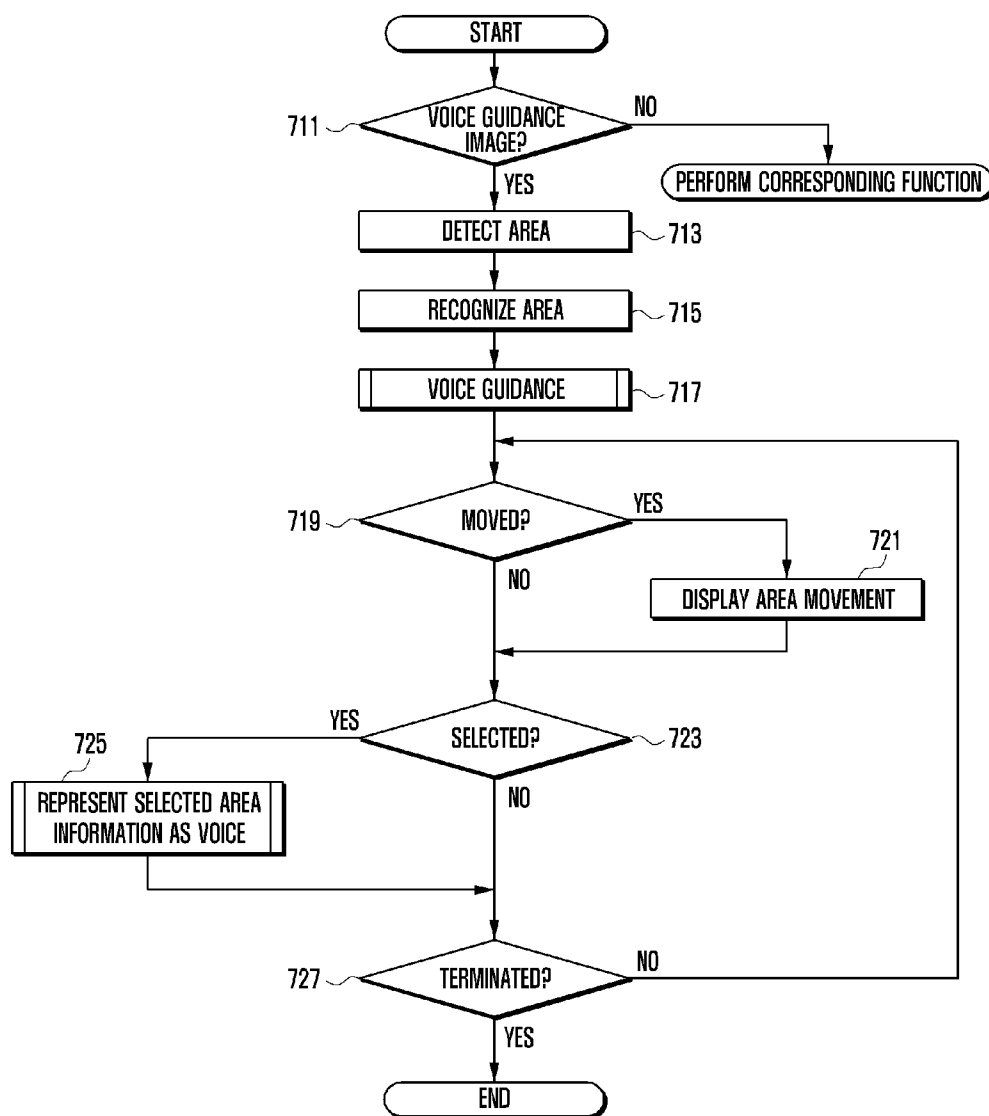 START
711
VOICE GUIDANCE
IMAGE?
NO
PERFORM CORRESPONDING FUNCTION
YES
DETECT AREA
713
RECOGNIZE AREA
715
VOICE GUIDANCE
717
719
MOVED?
YES
NO
721
DISPLAY AREA MOVEMENT
YES
SELECTED?
723
725
NO
REPRESENT SELECTED AREA
INFORMATION AS VOICE
727
TERMINATED?
NO
YES
END